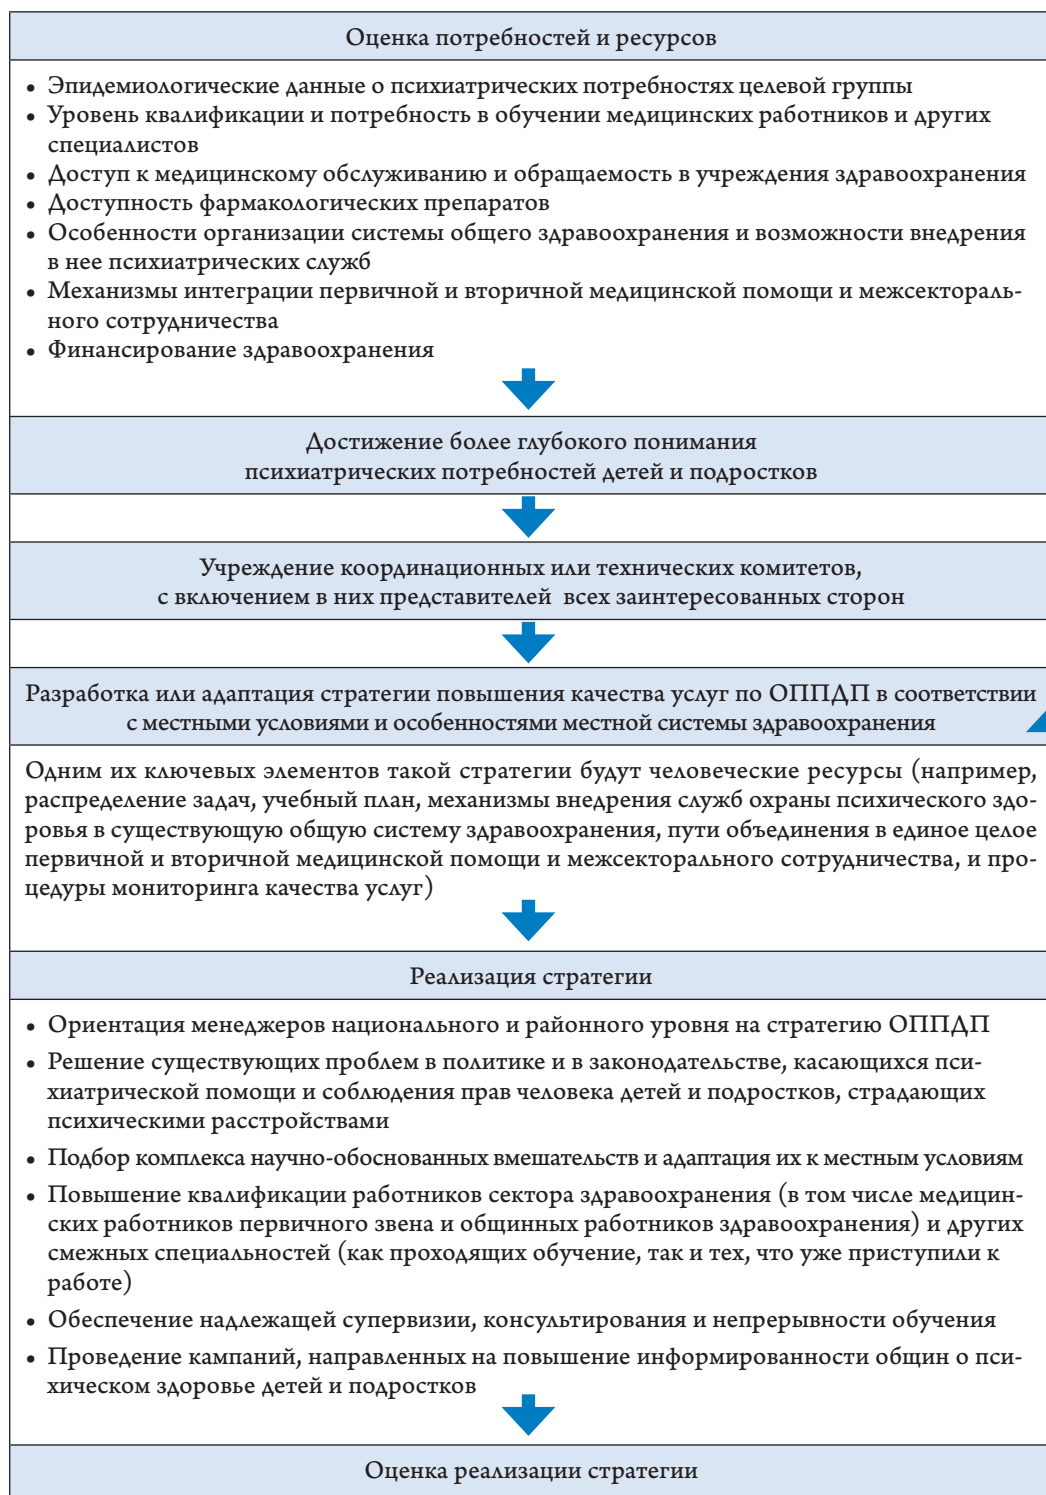 Оценка потребностей и ресурсов
• Эпидемиологические данные о психиатрических потребностях целевой группы
• Уровень квалификации и потребность в обучении медицинских работников и других
специалистов
• Доступ к медицинскому обслуживанию и обращаемость в учреждения здравоохранения
• Доступность фармакологических препаратов
• Особенности организации системы общего здравоохранения и возможности внедрения
в нее психиатрических служб
• Механизмы интеграции первичной и вторичной медицинской помощи и межсектораль-
ного сотрудничества
• Финансирование здравоохранения
Достижение более глубокого понимания
психиатрических потребностей детей и подростков
Учреждение координационных или технических комитетов,
с включением в них представителей всех заинтересованных сторон
Разработка или адаптация стратегии повышения качества услуг по ОППДП в соответствии
с местными условиями и особенностями местной системы здравоохранения
Одним их ключевых элементов такой стратегии будут человеческие ресурсы (например,
распределение задач, учебный план, механизмы внедрения служб охраны психического здо-
ровья в существующую общую систему здравоохранения, пути объединения в единое целое
первичной и вторичной медицинской помощи и межсекторального сотрудничества, и про-
цедуры мониторинга качества услуг)
Реализация стратегии
• Ориентация менеджеров национального и районного уровня на стратегию ОППДП
• Решение существующих проблем в политике и в законодательстве, касающихся пси-
хиатрической помощи и соблюдения прав человека детей и подростков, страдающих
психическими расстройствами
• Подбор комплекса научно-обоснованных вмешательств и адаптация их к местным условиям
• Повышение квалификации работников сектора здравоохранения (в том числе медицин-
ских работников первичного звена и общинных работников здравоохранения) и других
смежных специальностей (как проходящих обучение, так и тех, что уже приступили к
работе)
• Обеспечение надлежащей супервизии, консультирования и непрерывности обучения
• Проведение кампаний, направленных на повышение информированности общин о пси-
хическом здоровье детей и подростков
Оценка реализации стратегии